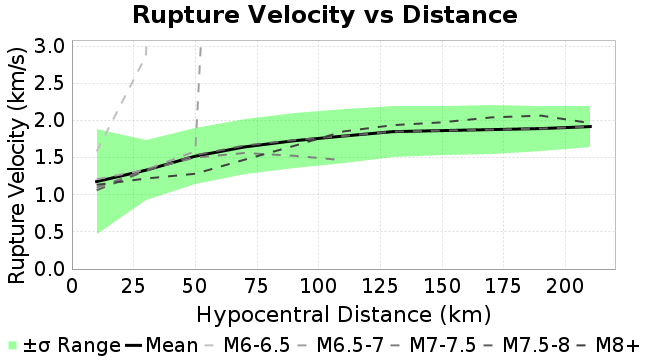 Rupture Velocity vs Distance
Rupture Velocity (km/s)
3.0
2.5
2.0
1.5
1.0
0.5
0.0
0 25 50 75 100 125 150 175 200
Hypocentral Distance (km)
±σ Range Mean M6-6.5 M6.5-7 M7-7.5 M7.5-8 M8+